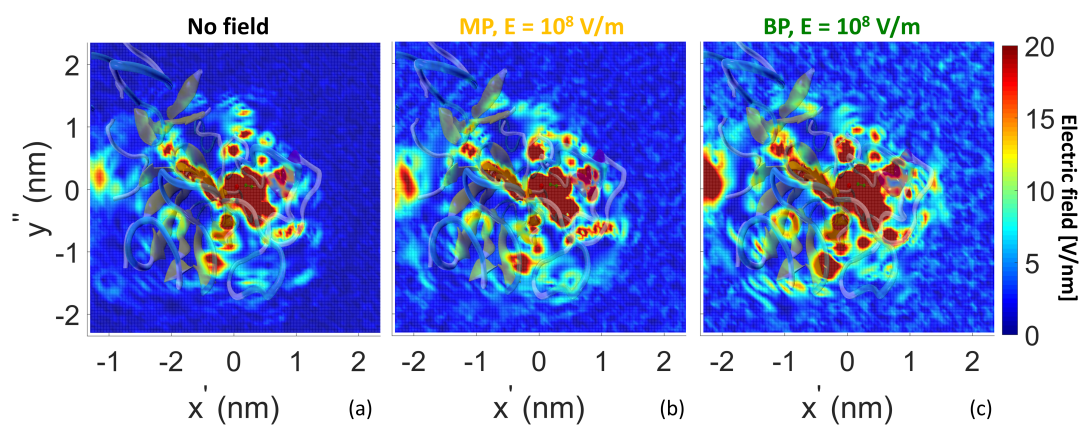 No field
MP, E = 10⁸ V/m
BP, E = 10⁸ V/m
2
1
0
-1
-2
y" (nm)
-1 -2 0 1 2
-1 -2 0 1 2
-1 -2 0 1 2
x' (nm) (a)
x' (nm) (b)
x' (nm) (c)
20
15
10
5
0
Electric field [V/nm]